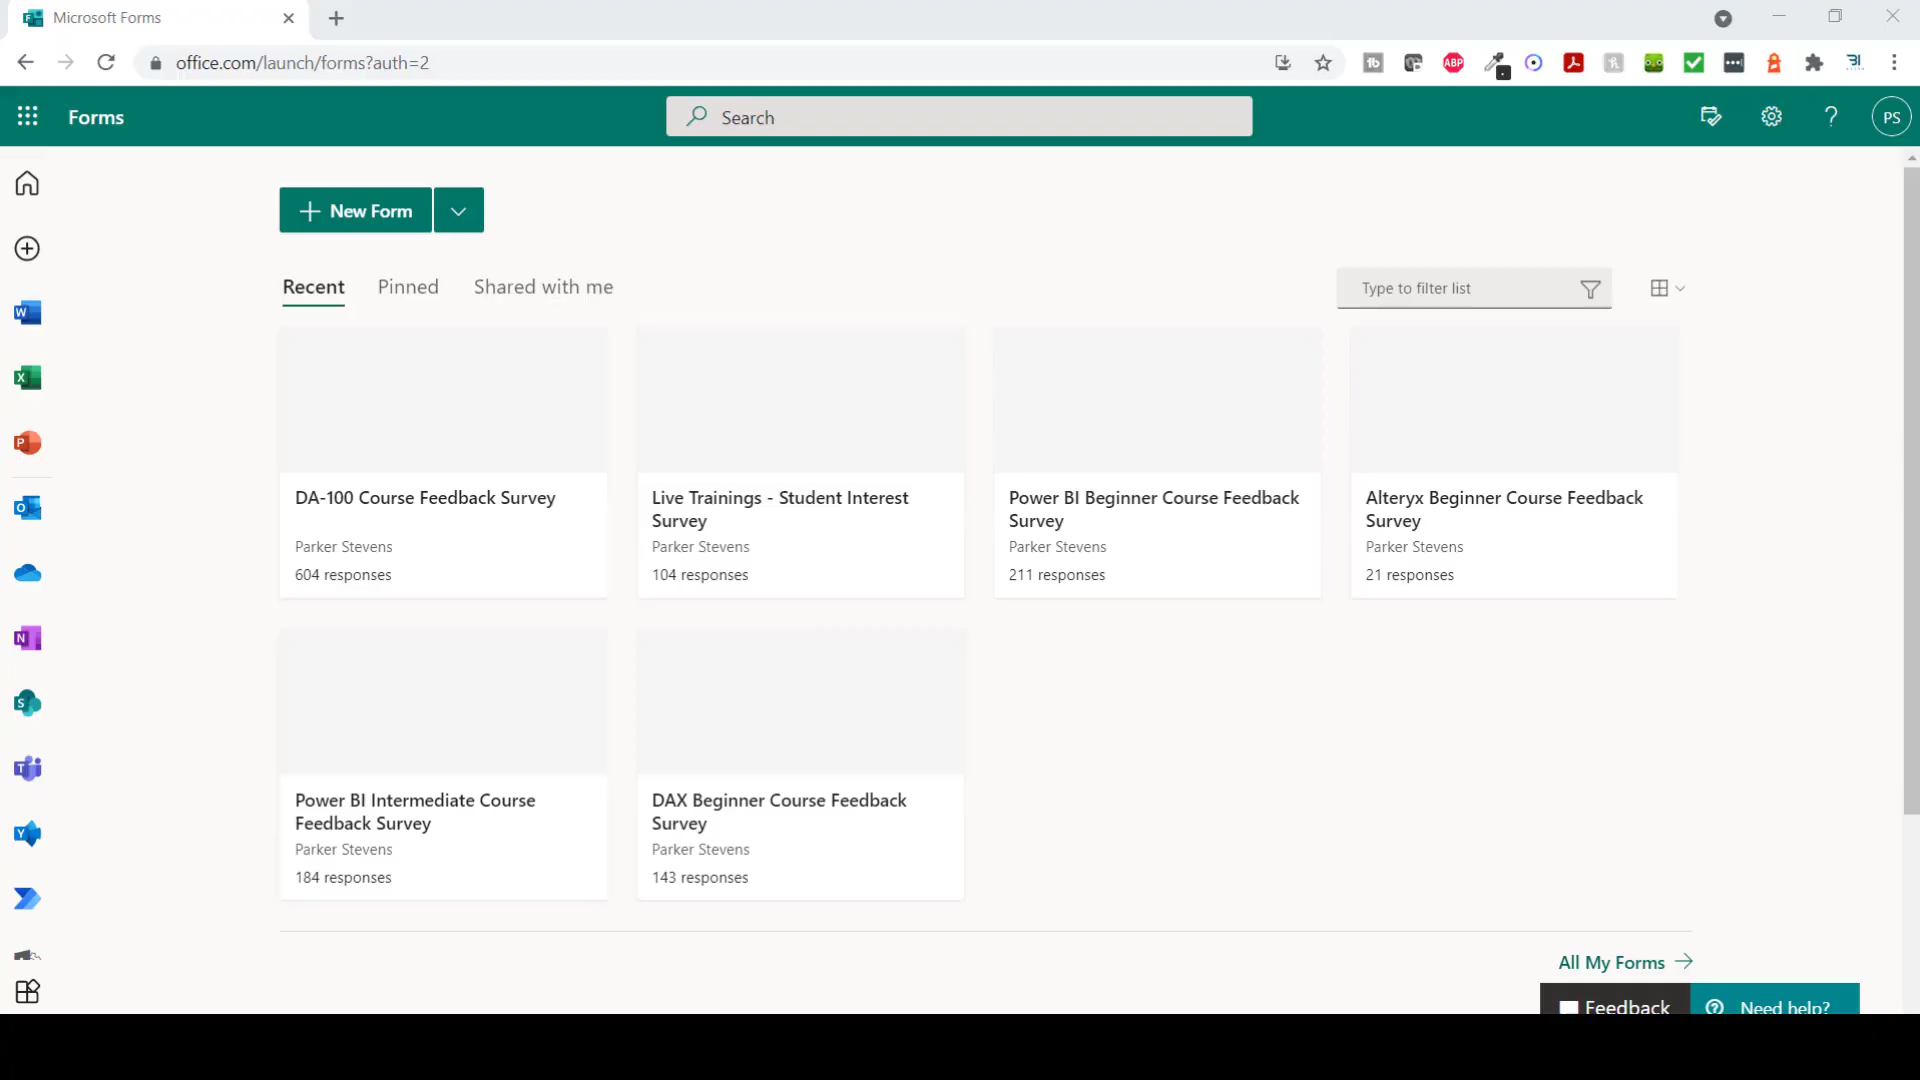 Microsoft Forms
office.com/launch/forms?auth=2
ABP
Forms
Search
PS
New Form
Recent Pinned Shared with me
Type to filter list
DA-100 Course Feedback Survey
Parker Stevens
604 responses
Live Trainings - Student Interest
Survey
Parker Stevens
104 responses
Power BI Beginner Course Feedback
Survey
Parker Stevens
211 responses
Alteryx Beginner Course Feedback
Survey
Parker Stevens
21 responses
Power BI Intermediate Course
Feedback Survey
Parker Stevens
184 responses
DAX Beginner Course Feedback
Survey
Parker Stevens
143 responses
All My Forms
Feedback
Need help?